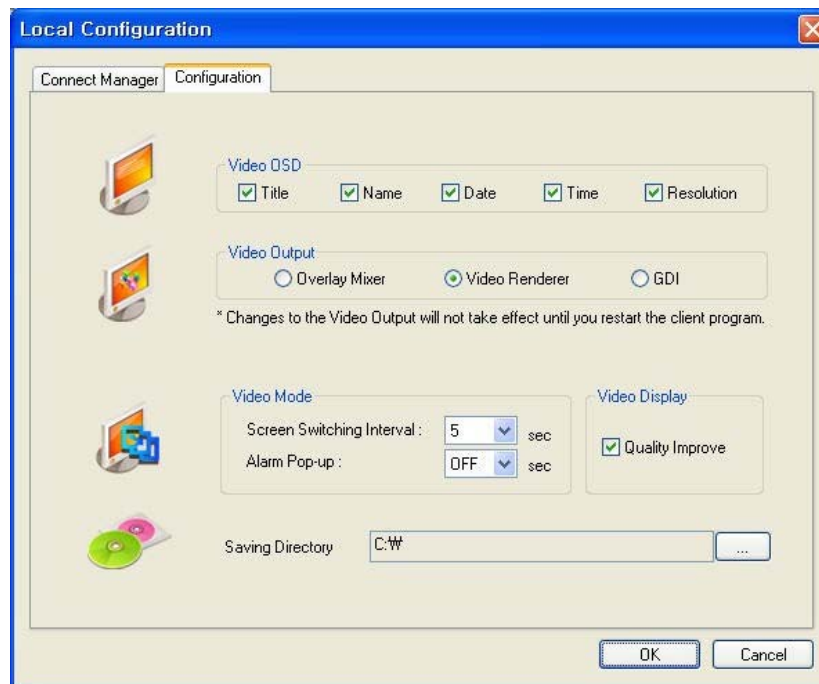 Local Configuration
Connect Manager
Configuration
Video OSD
Title
Name
Date
Time
Resolution
Video Output
Overlay Mixer
Video Renderer
GDI
* Changes to the Video Output will not take effect until you restart the client program.
Video Mode
Screen Switching Interval :
5
sec
Alarm Pop-up :
OFF
sec
Video Display
Quality Improve
Saving Directory
C:₩
...
OK
Cancel